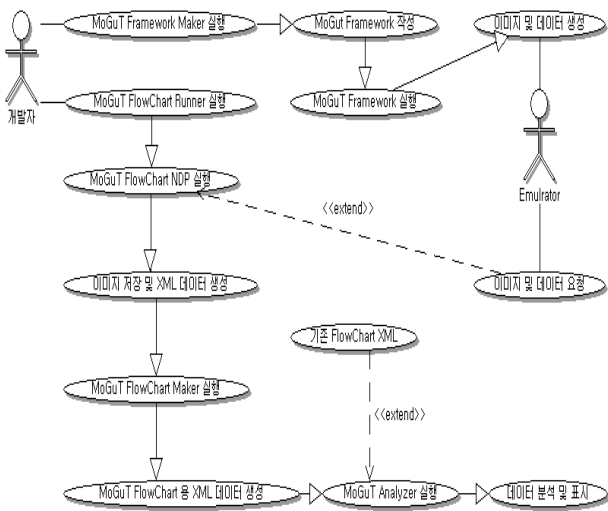 MoGuT Framework Maker 실행
MoGut Framework 작성
이미지 및 데이터 생성
개발자
MoGuT FlowChart Runner 실행
MoGuT Framework 실행
MoGuT FlowChart NDP 실행
<<extend>>
Emulrator
이미지 저장 및 XML 데이터 생성
이미지 및 데이터 요청
기존 FlowChart XML
MoGuT FlowChart Maker 실행
<<extend>>
MoGuT FlowChart 용 XML 데이터 생성
MoGuT Analyzer 실행
데이터 분석 및 표시